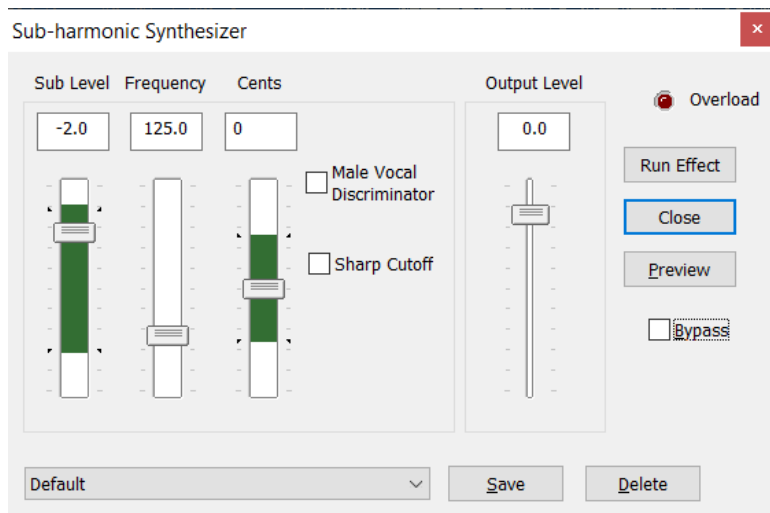 Sub-harmonic Synthesizer
Sub Level Frequency Cents Output Level
Overload
-2.0 125.0 0 0.0
Male Vocal
Discriminator
Run Effect
Close
Sharp Cutoff
Preview
Bypass
Default Save Delete